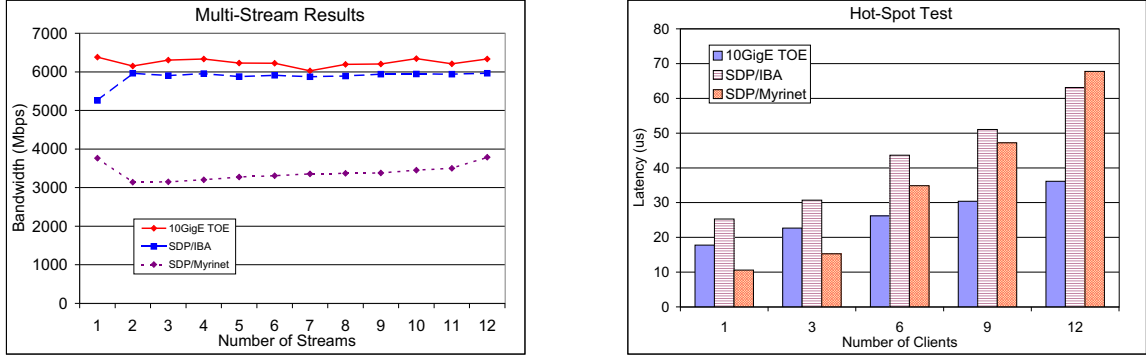 Multi-Stream Results
7000
6000
5000
4000
3000
2000
1000
0
Bandwidth (Mbps)
10GigE TOE
SDP/IBA
SDP/Myrinet
1 2 3 4 5 6 7 8 9 10 11 12
Number of Streams
Hot-Spot Test
80
70
60
50
40
30
20
10
0
Latency (us)
10GigE TOE
SDP/IBA
SDP/Myrinet
1 3 6 9 12
Number of Clients